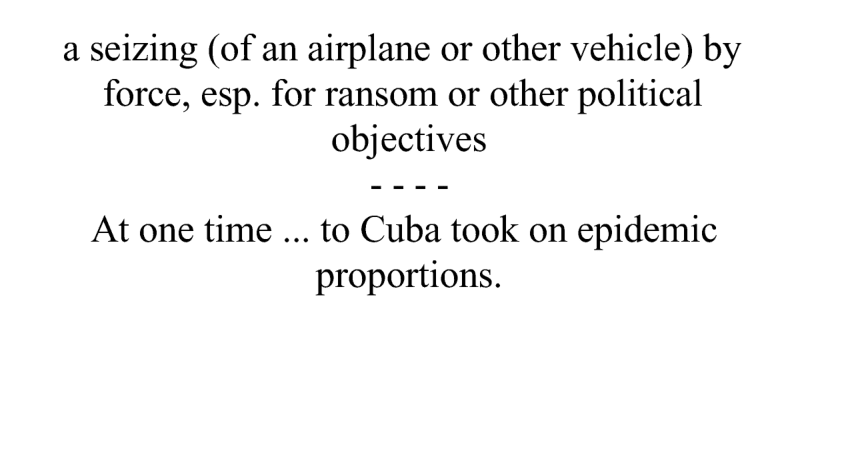 a seizing (of an airplane or other vehicle) by
force, esp. for ransom or other political
objectives
- - - -
At one time ... to Cuba took on epidemic
proportions.